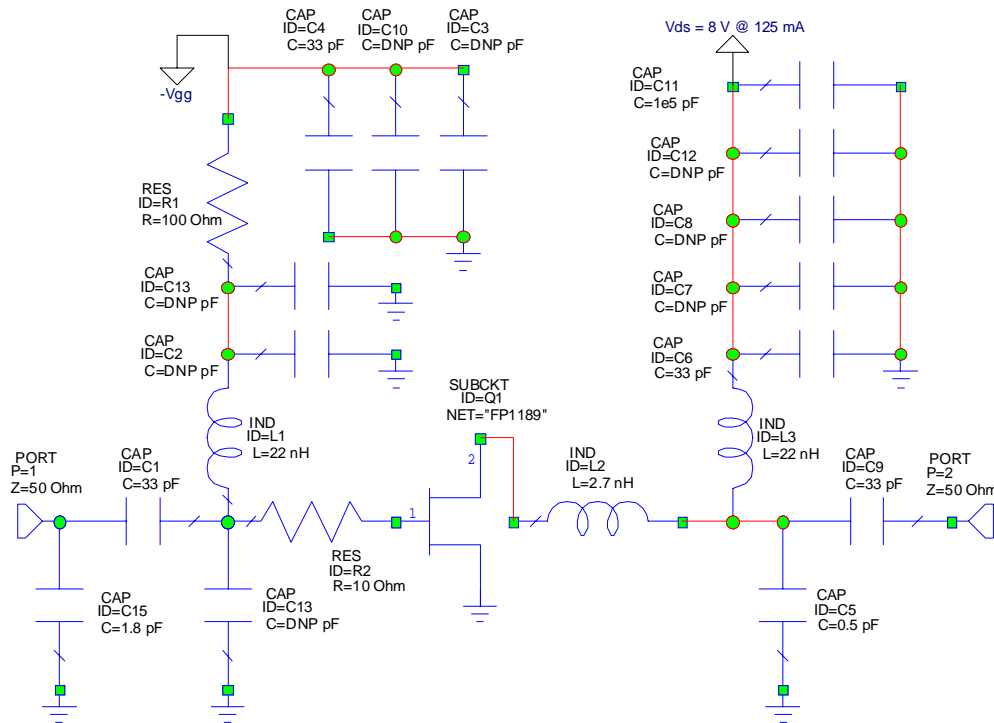 CAP
ID=C4
C=33 pF
CAP
ID=C10
C=DNP pF
CAP
ID=C3
C=DNP pF
Vds = 8 V @ 125 mA
-Vgg
CAP
ID=C11
C=1e5 pF
CAP
ID=C12
C=DNP pF
RES
ID=R1
R=100 Ohm
CAP
ID=C8
C=DNP pF
CAP
ID=C13
C=DNP pF
CAP
ID=C7
C=DNP pF
CAP
ID=C2
C=DNP pF
CAP
ID=C6
C=33 pF
SUBCKT
ID=Q1
NET="FP1189"
IND
ID=L1
L=22 nH
IND
ID=L3
L=22 nH
PORT
P=1
Z=50 Ohm
CAP
ID=C1
C=33 pF
2
1
IND
ID=L2
L=2.7 nH
CAP
ID=C9
C=33 pF
PORT
P=2
Z=50 Ohm
RES
ID=R2
R=10 Ohm
CAP
ID=C15
C=1.8 pF
CAP
ID=C13
C=DNP pF
CAP
ID=C5
C=0.5 pF